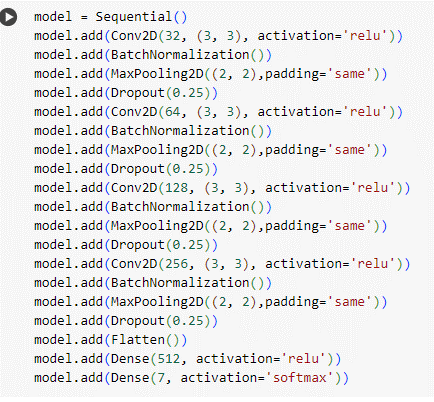 model = Sequential()
model.add(Conv2D(32, (3, 3), activation='relu'))
model.add(BatchNormalization())
model.add(MaxPooling2D((2, 2),padding='same'))
model.add(Dropout(0.25))
model.add(Conv2D(64, (3, 3), activation='relu'))
model.add(BatchNormalization())
model.add(MaxPooling2D((2, 2),padding='same'))
model.add(Dropout(0.25))
model.add(Conv2D(128, (3, 3), activation='relu'))
model.add(BatchNormalization())
model.add(MaxPooling2D((2, 2),padding='same'))
model.add(Dropout(0.25))
model.add(Conv2D(256, (3, 3), activation='relu'))
model.add(BatchNormalization())
model.add(MaxPooling2D((2, 2),padding='same'))
model.add(Dropout(0.25))
model.add(Flatten())
model.add(Dense(512, activation='relu'))
model.add(Dense(7, activation='softmax'))